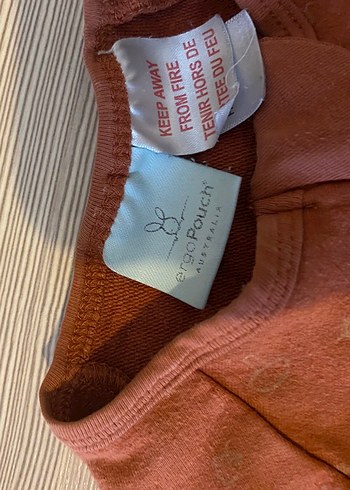 KEEP AWAY
FROM FIRE
TENIR HORS DE
TEE DU FEU
ergoPouch®
AUSTRALIA